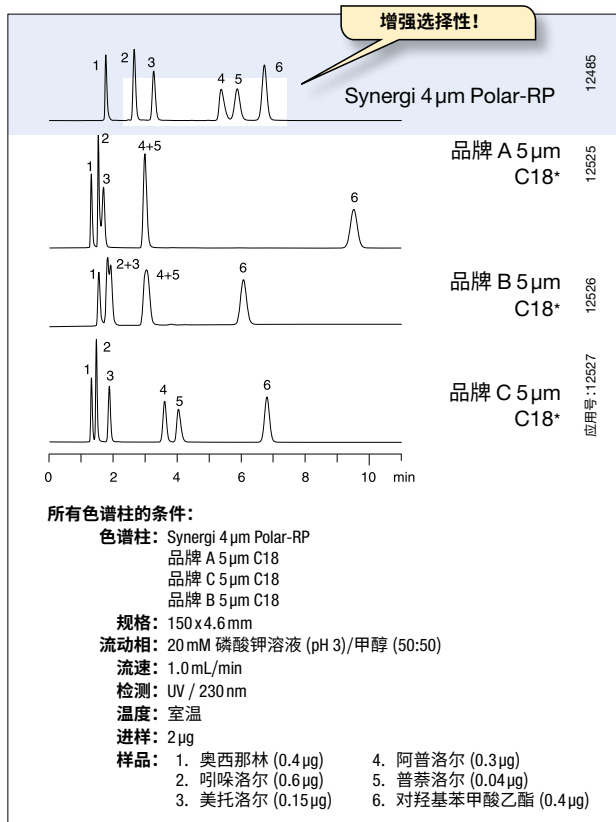 增强选择性！
1 2 3 4 5 6
Synergi 4 µm Polar-RP
12485
1 2 3 4+5 6
品牌 A 5 µm
C18*
12525
1 2+3 4+5 6
品牌 B 5 µm
C18*
12526
1 2 3 4 5 6
品牌 C 5 µm
C18*
应用号：12527
0 2 4 6 8 10 min
所有色谱柱的条件：
色谱柱： Synergi 4 µm Polar-RP
品牌 A 5 µm C18
品牌 C 5 µm C18
品牌 B 5 µm C18
规格： 150 x 4.6 mm
流动相： 20 mM 磷酸钾溶液 (pH 3)/甲醇 (50:50)
流速： 1.0 mL/min
检测： UV / 230 nm
温度： 室温
进样： 2 µg
样品： 1. 奥西那林 (0.4 µg) 4. 阿普洛尔 (0.3 µg)
2. 吲哚洛尔 (0.6 µg) 5. 普萘洛尔 (0.04 µg)
3. 美托洛尔 (0.15 µg) 6. 对羟基苯甲酸乙酯 (0.4 µg)